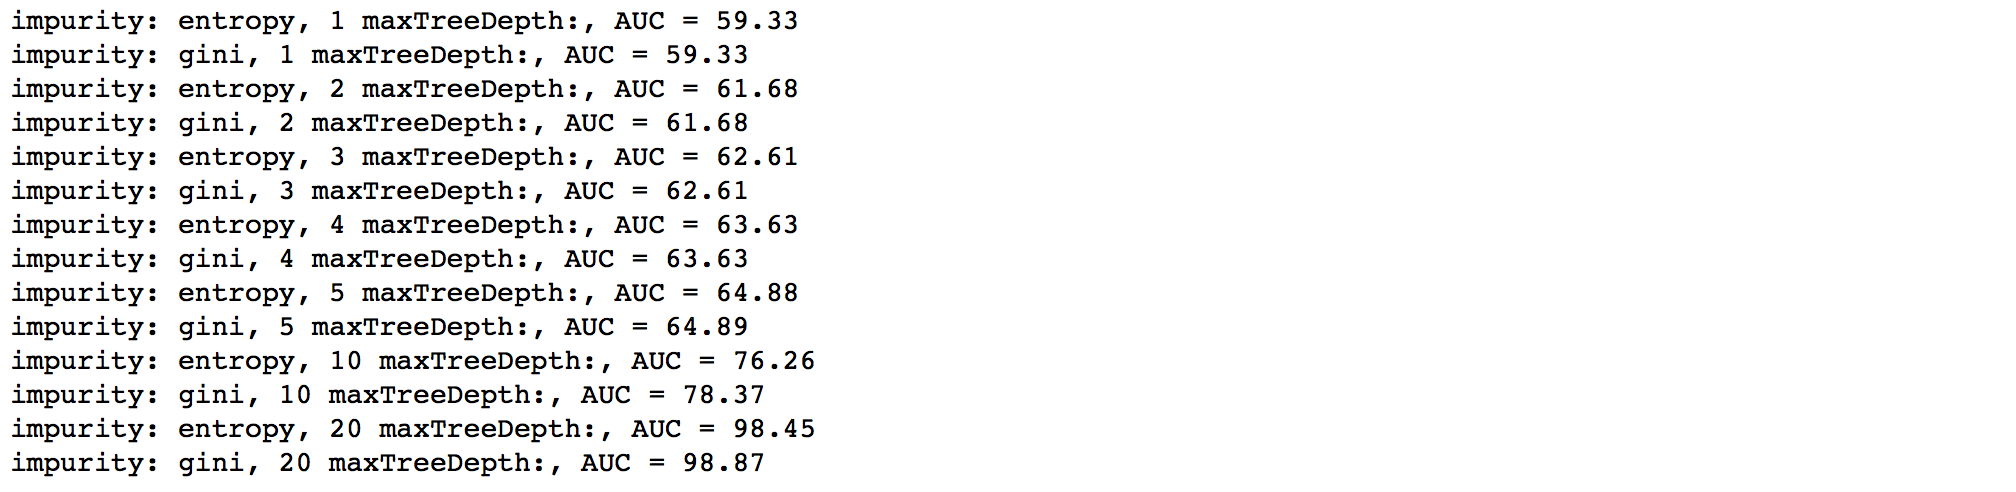 impurity: entropy, 1 maxTreeDepth:, AUC = 59.33
impurity: gini, 1 maxTreeDepth:, AUC = 59.33
impurity: entropy, 2 maxTreeDepth:, AUC = 61.68
impurity: gini, 2 maxTreeDepth:, AUC = 61.68
impurity: entropy, 3 maxTreeDepth:, AUC = 62.61
impurity: gini, 3 maxTreeDepth:, AUC = 62.61
impurity: entropy, 4 maxTreeDepth:, AUC = 63.63
impurity: gini, 4 maxTreeDepth:, AUC = 63.63
impurity: entropy, 5 maxTreeDepth:, AUC = 64.88
impurity: gini, 5 maxTreeDepth:, AUC = 64.89
impurity: entropy, 10 maxTreeDepth:, AUC = 76.26
impurity: gini, 10 maxTreeDepth:, AUC = 78.37
impurity: entropy, 20 maxTreeDepth:, AUC = 98.45
impurity: gini, 20 maxTreeDepth:, AUC = 98.87